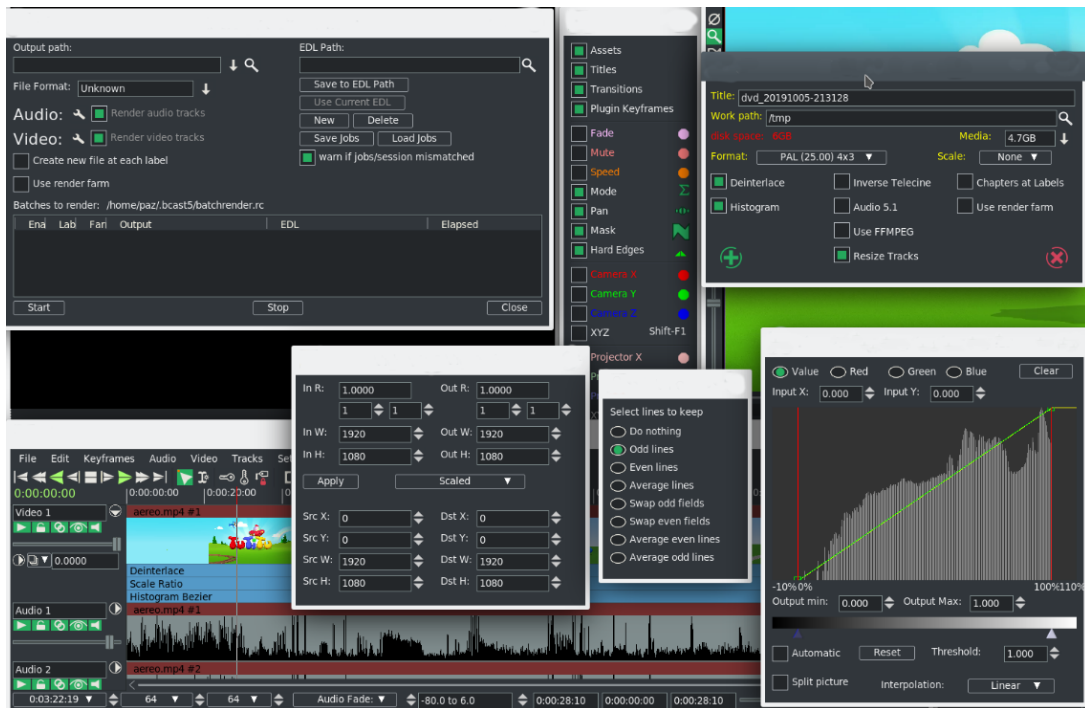 Output path:
EDL Path:
File Format: Unknown
Save to EDL Path
Use Current EDL
Audio: Render audio tracks
New Delete
Video: Render video tracks
Save Jobs Load Jobs
Create new file at each label
warn if jobs/session mismatched
Use render farm
Batches to render: /home/paz/.bcast5/batchrender.rc
Ena Lab Fari Output EDL Elapsed
Start Stop Close
Assets
Titles
Transitions
Plugin Keyframes
Fade
Mute
Speed
Mode
Pan
Mask
Hard Edges
Camera X
Camera Y
Camera Z
XYZ Shift-F1
Projector X
Title: dvd_20191005-213128
Work path: /tmp
disk space: 6GB Media: 4.7GB
Format: PAL (25.00) 4x3 Scale: None
Deinterlace Inverse Telecine Chapters at Labels
Histogram Audio 5.1 Use render farm
Use FFMPEG
Resize Tracks
In R: 1.0000 Out R: 1.0000
1 1 1 1
In W: 1920 Out W: 1920
In H: 1080 Out H: 1080
Apply Scaled
Src X: 0 Dst X: 0
Src Y: 0 Dst Y: 0
Src W: 1920 Dst W: 1920
Src H: 1080 Dst H: 1080
Select lines to keep
Do nothing
Odd lines
Even lines
Average lines
Swap odd fields
Swap even fields
Average even lines
Average odd lines
Value Red Green Blue Clear
Input X: 0.000 Input Y: 0.000
-10% 0% 100% 110%
Output min: 0.000 Output Max: 1.000
Automatic Reset Threshold: 1.000
Split picture Interpolation: Linear
File Edit Keyframes Audio Video Tracks
0:00:00:00 0:00:00:00 0:00:20:00
Video 1 aereo.mp4 #1
TuTiTu
0.0000
Deinterlace
Scale Ratio
Histogram Bezier
Audio 1 aereo.mp4 #1
Audio 2 aereo.mp4 #2
0:03:22:19 64 64 Audio Fade: -80.0 to 6.0 0:00:28:10 0:00:00:00 0:00:28:10